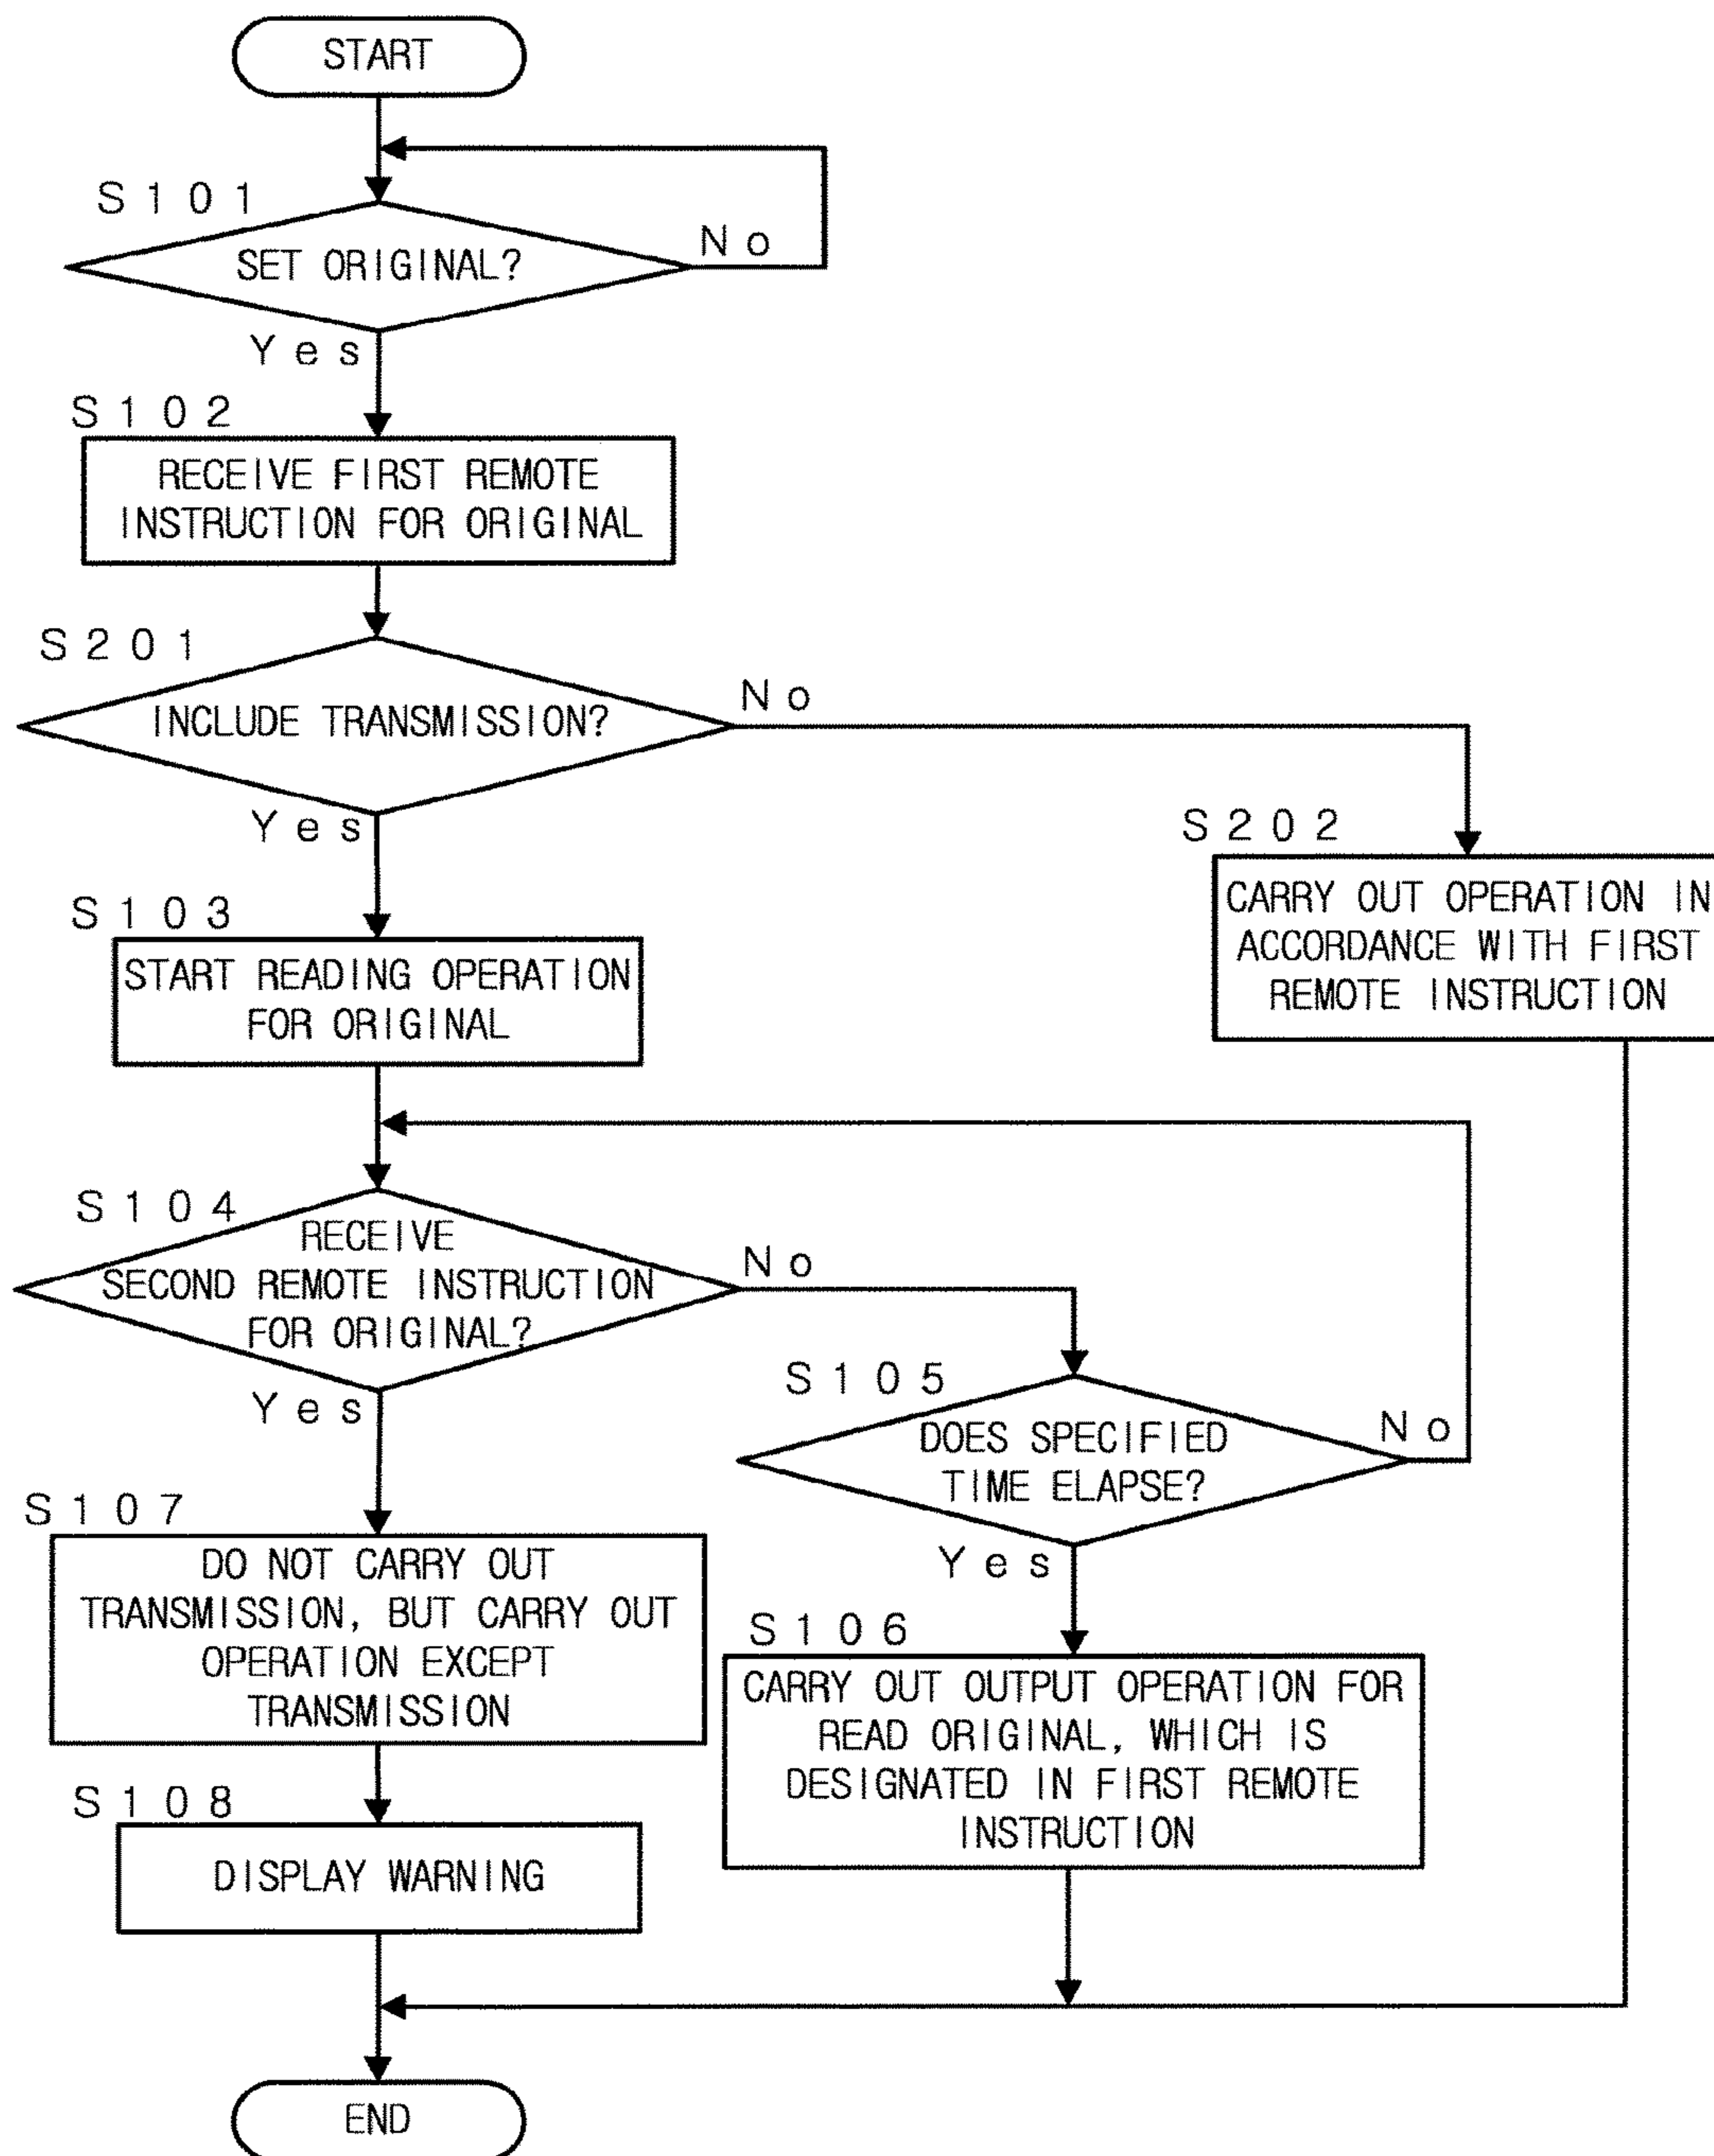 START
S101
SET ORIGINAL?
No
Yes
S102
RECEIVE FIRST REMOTE
INSTRUCTION FOR ORIGINAL
S201
INCLUDE TRANSMISSION?
No
Yes
S202
CARRY OUT OPERATION IN
ACCORDANCE WITH FIRST
REMOTE INSTRUCTION
S103
START READING OPERATION
FOR ORIGINAL
S104
RECEIVE
SECOND REMOTE INSTRUCTION
FOR ORIGINAL?
No
Yes
S105
DOES SPECIFIED
TIME ELAPSE?
No
Yes
S107
DO NOT CARRY OUT
TRANSMISSION, BUT CARRY OUT
OPERATION EXCEPT
TRANSMISSION
S106
CARRY OUT OUTPUT OPERATION FOR
READ ORIGINAL, WHICH IS
DESIGNATED IN FIRST REMOTE
INSTRUCTION
S108
DISPLAY WARNING
END